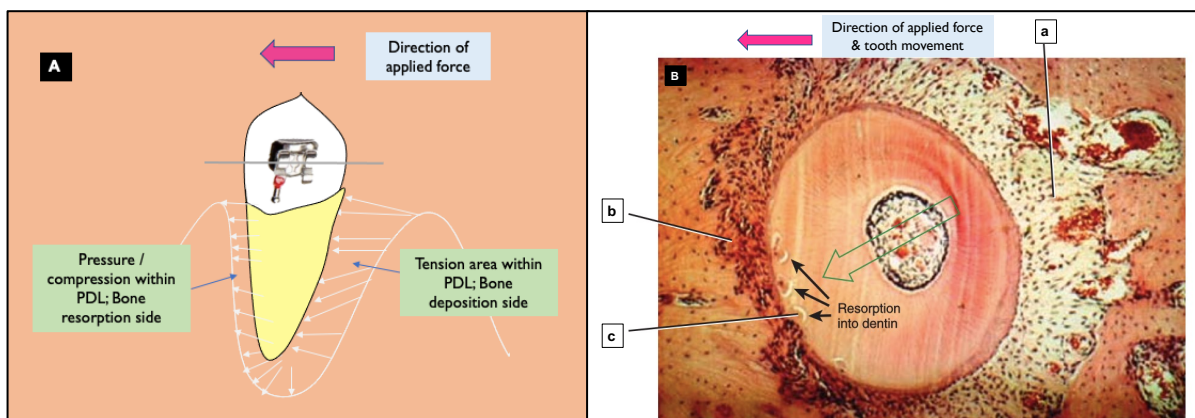 A
Direction of
applied force
Pressure /
compression within
PDL; Bone
resorption side
Tension area within
PDL; Bone
deposition side
Direction of applied force
& tooth movement
a
B
b
Resorption
into dentin
c